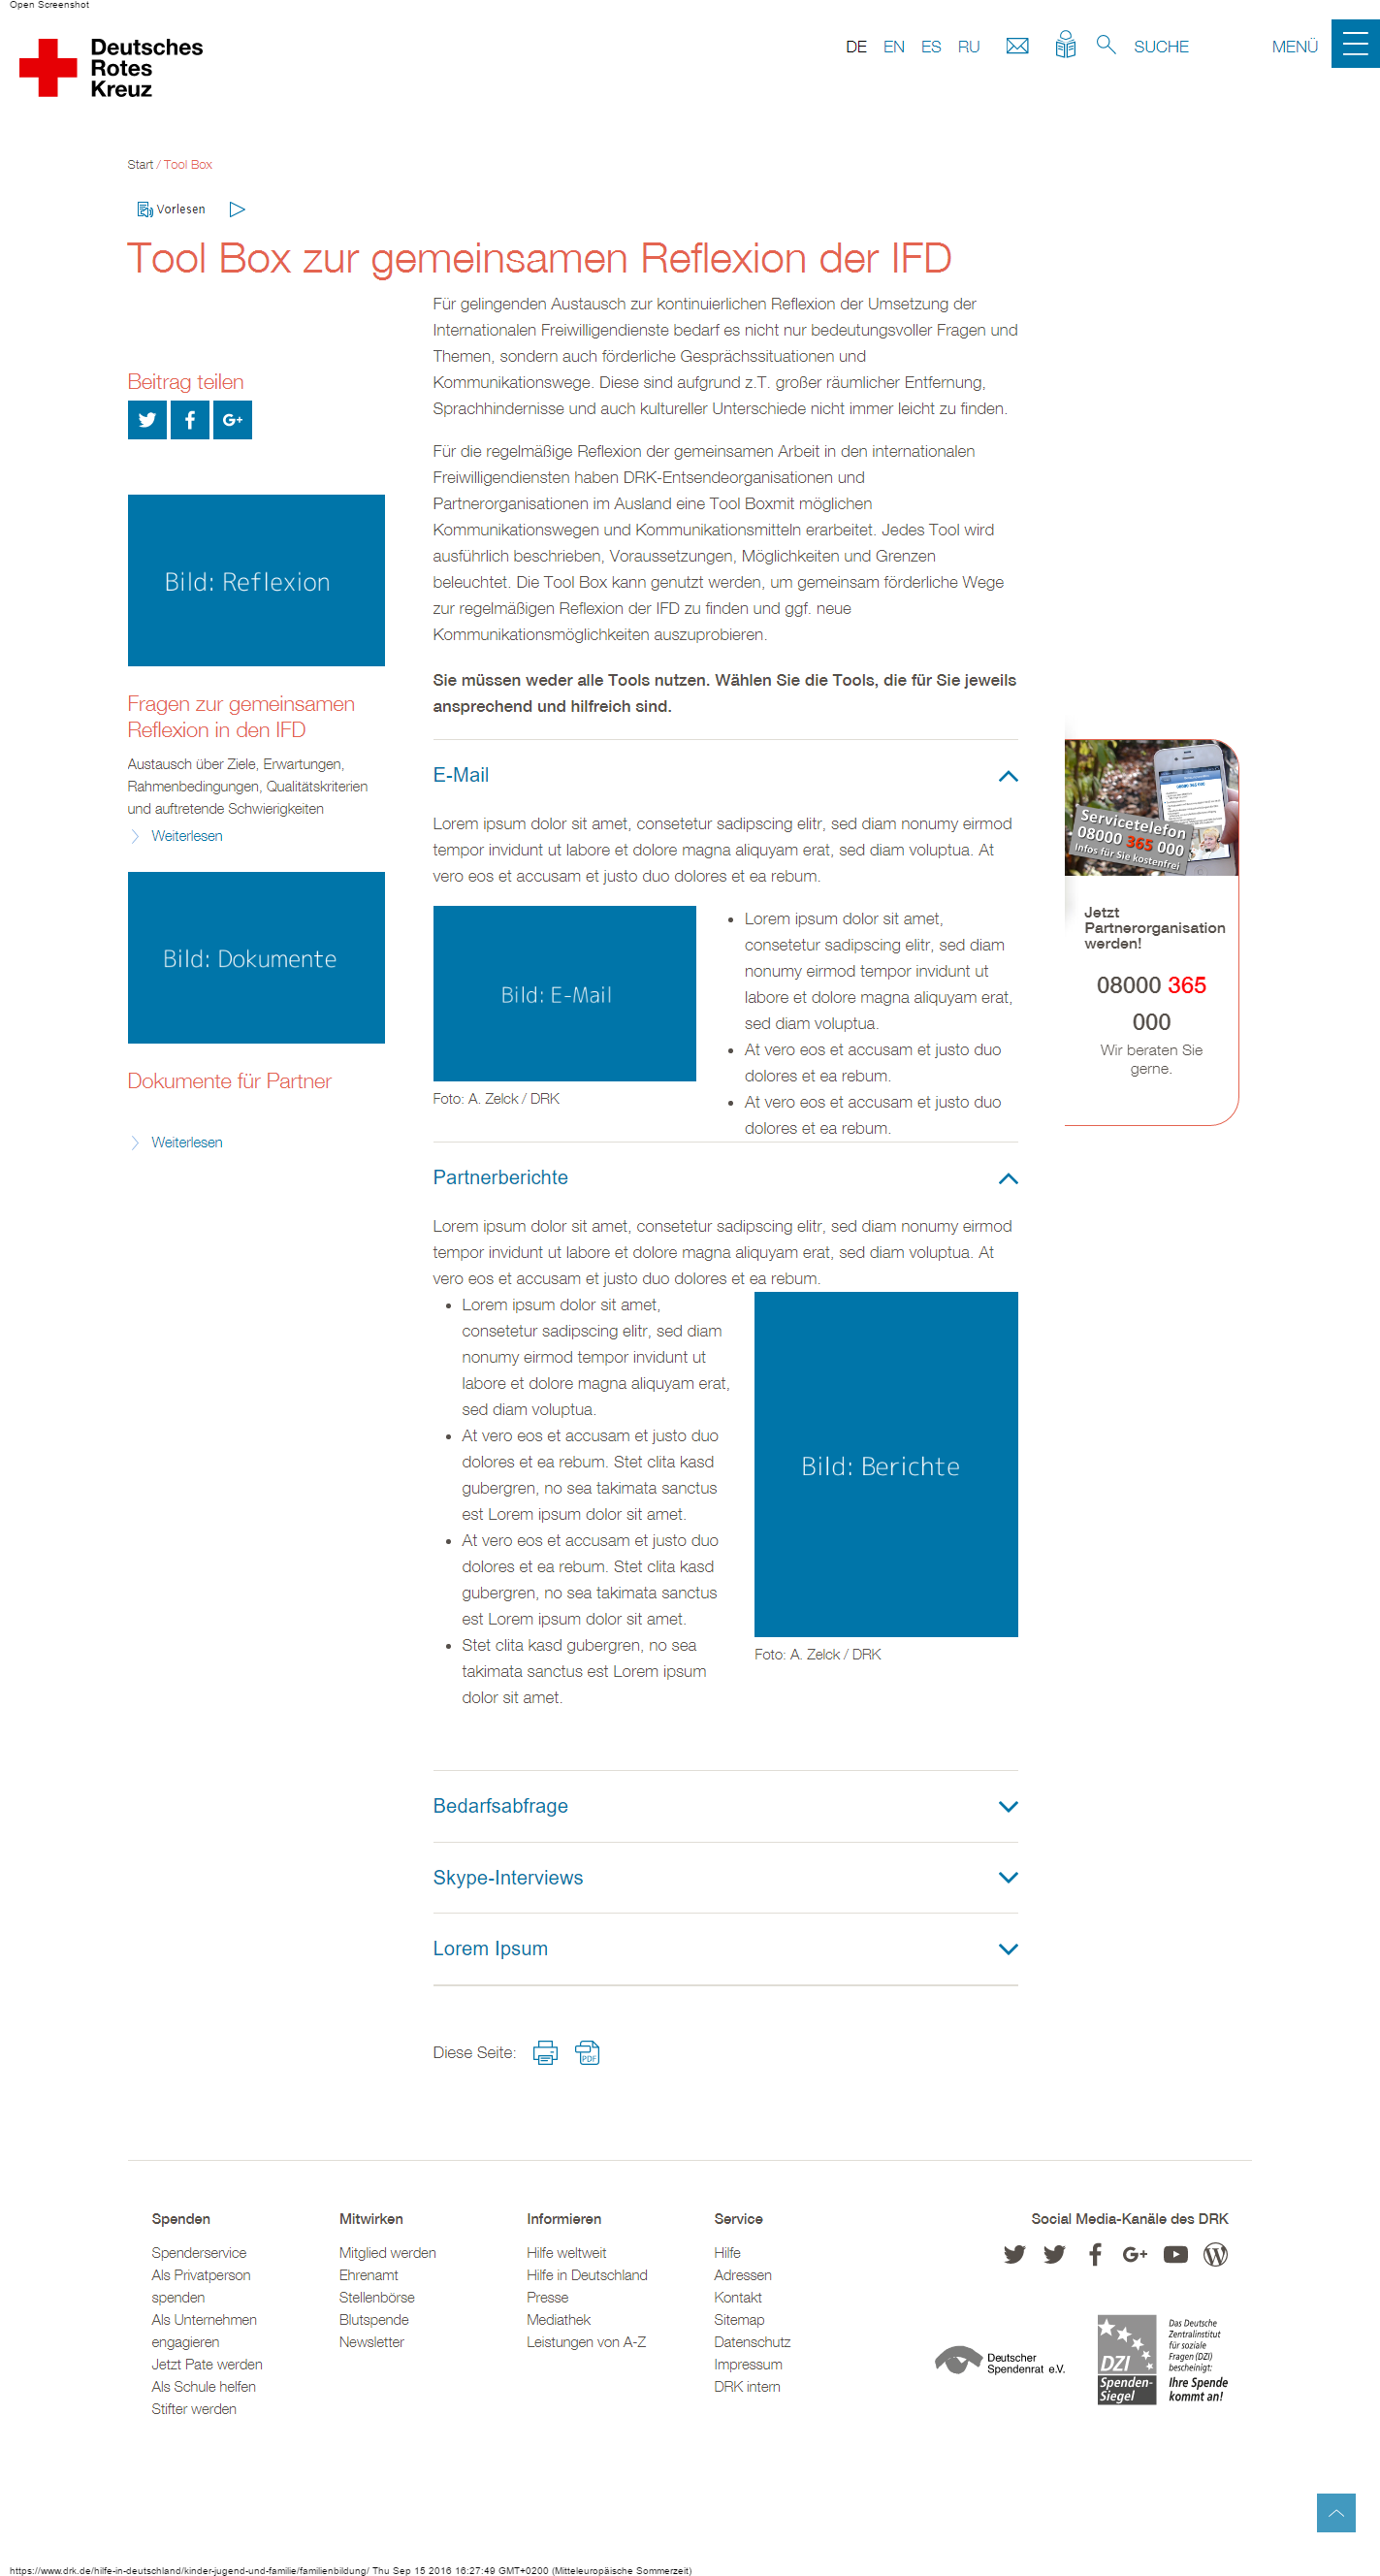 Open Screenshot
Deutsches
Rotes
Kreuz
DE EN ES RU SUCHE MENÜ
Start / Tool Box
Vorlesen
Tool Box zur gemeinsamen Reflexion der IFD
Für gelingenden Austausch zur kontinuierlichen Reflexion der Umsetzung der
Internationalen Freiwilligendienste bedarf es nicht nur bedeutungsvoller Fragen und
Themen, sondern auch förderliche Gesprächssituationen und
Kommunikationswege. Diese sind aufgrund z.T. großer räumlicher Entfernung,
Sprachhindernisse und auch kultureller Unterschiede nicht immer leicht zu finden.
Für die regelmäßige Reflexion der gemeinsamen Arbeit in den internationalen
Freiwilligendiensten haben DRK-Entsendeorganisationen und
Partnerorganisationen im Ausland eine Tool Boxmit möglichen
Kommunikationswegen und Kommunikationsmitteln erarbeitet. Jedes Tool wird
ausführlich beschrieben, Voraussetzungen, Möglichkeiten und Grenzen
beleuchtet. Die Tool Box kann genutzt werden, um gemeinsam förderliche Wege
zur regelmäßigen Reflexion der IFD zu finden und ggf. neue
Kommunikationsmöglichkeiten auszuprobieren.
Sie müssen weder alle Tools nutzen. Wählen Sie die Tools, die für Sie jeweils
ansprechend und hilfreich sind.
Beitrag teilen
Bild: Reflexion
Fragen zur gemeinsamen
Reflexion in den IFD
Austausch über Ziele, Erwartungen,
Rahmenbedingungen, Qualitätskriterien
und auftretende Schwierigkeiten
Weiterlesen
Bild: Dokumente
Dokumente für Partner
Weiterlesen
E-Mail
Lorem ipsum dolor sit amet, consetetur sadipscing elitr, sed diam nonumy eirmod
tempor invidunt ut labore et dolore magna aliquyam erat, sed diam voluptua. At
vero eos et accusam et justo duo dolores et ea rebum.
Bild: E-Mail
Foto: A. Zelck / DRK
Lorem ipsum dolor sit amet,
consetetur sadipscing elitr, sed diam
nonumy eirmod tempor invidunt ut
labore et dolore magna aliquyam erat,
sed diam voluptua.
At vero eos et accusam et justo duo
dolores et ea rebum.
At vero eos et accusam et justo duo
dolores et ea rebum.
Partnerberichte
Lorem ipsum dolor sit amet, consetetur sadipscing elitr, sed diam nonumy eirmod
tempor invidunt ut labore et dolore magna aliquyam erat, sed diam voluptua. At
vero eos et accusam et justo duo dolores et ea rebum.
Lorem ipsum dolor sit amet,
consetetur sadipscing elitr, sed diam
nonumy eirmod tempor invidunt ut
labore et dolore magna aliquyam erat,
sed diam voluptua.
At vero eos et accusam et justo duo
dolores et ea rebum. Stet clita kasd
gubergren, no sea takimata sanctus
est Lorem ipsum dolor sit amet.
At vero eos et accusam et justo duo
dolores et ea rebum. Stet clita kasd
gubergren, no sea takimata sanctus
est Lorem ipsum dolor sit amet.
Stet clita kasd gubergren, no sea
takimata sanctus est Lorem ipsum
dolor sit amet.
Bild: Berichte
Foto: A. Zelck / DRK
Bedarfsabfrage
Skype-Interviews
Lorem Ipsum
Diese Seite:
PDF
08000 365 000
Servicetelefon
08000 365 000
Infos für Sie kostenfrei
Jetzt
Partnerorganisation
werden!
08000 365
000
Wir beraten Sie
gerne.
Spenden
Spenderservice
Als Privatperson
spenden
Als Unternehmen
engagieren
Jetzt Pate werden
Als Schule helfen
Stifter werden
Mitwirken
Mitglied werden
Ehrenamt
Stellenbörse
Blutspende
Newsletter
Informieren
Hilfe weltweit
Hilfe in Deutschland
Presse
Mediathek
Leistungen von A-Z
Service
Hilfe
Adressen
Kontakt
Sitemap
Datenschutz
Impressum
DRK intern
Social Media-Kanäle des DRK
Deutscher
Spendenrat e.V.
DZI
Spenden-
Siegel
Das Deutsche
Zentralinstitut
für soziale
Fragen (DZI)
bescheinigt:
Ihre Spende
kommt an!
https://www.drk.de/hilfe-in-deutschland/kinder-jugend-und-familie/familienbildung/ Thu Sep 15 2016 16:27:49 GMT+0200 (Mitteleuropäische Sommerzeit)